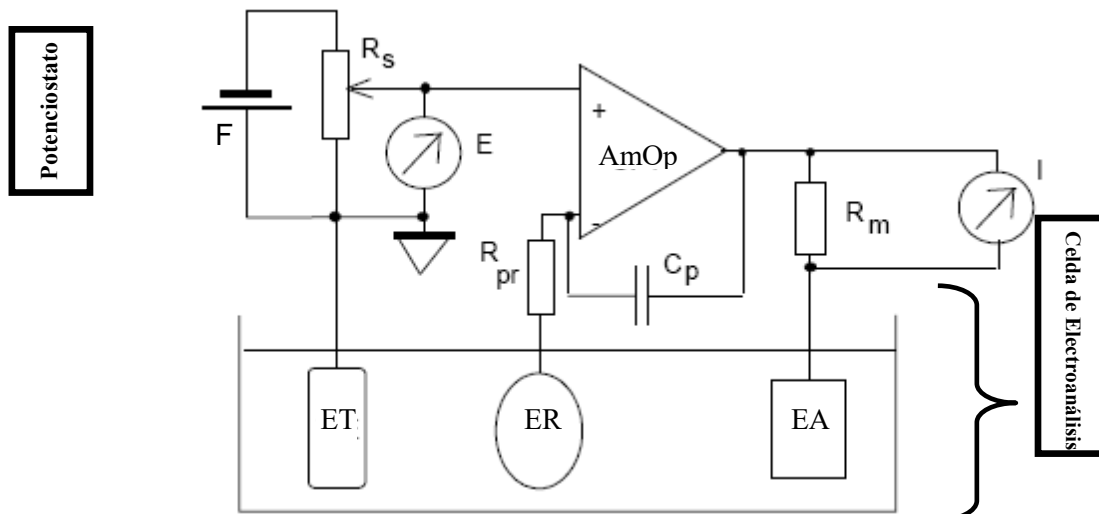 Potenciostato
R
s
F
E
+
AmOp
-
R
pr
C
p
R
m
I
Celda de Electroanálisis
ET
ER
EA